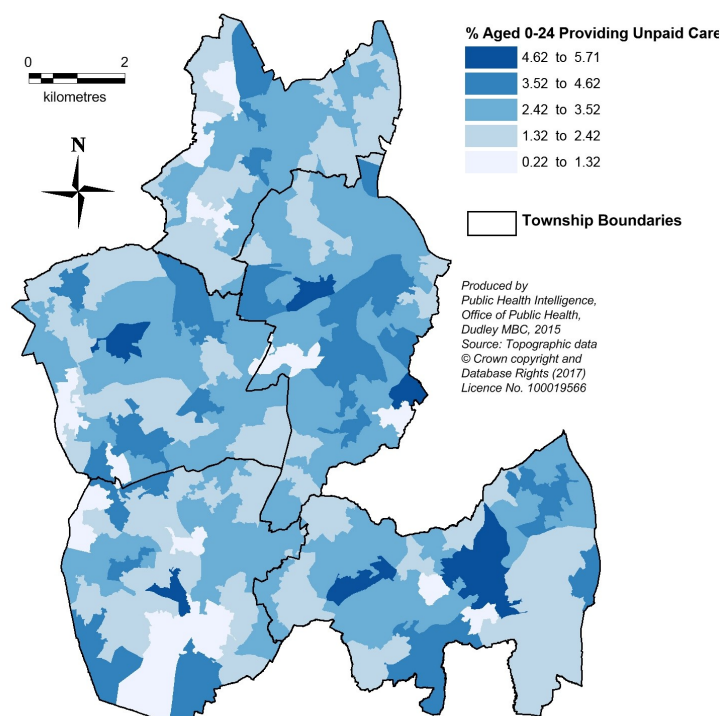 % Aged 0-24 Providing Unpaid Care
4.62 to 5.71
3.52 to 4.62
2.42 to 3.52
1.32 to 2.42
0.22 to 1.32
Township Boundaries
0 2
kilometres
N
Produced by
Public Health Intelligence,
Office of Public Health,
Dudley MBC, 2015
Source: Topographic data
© Crown copyright and
Database Rights (2017)
Licence No. 100019566